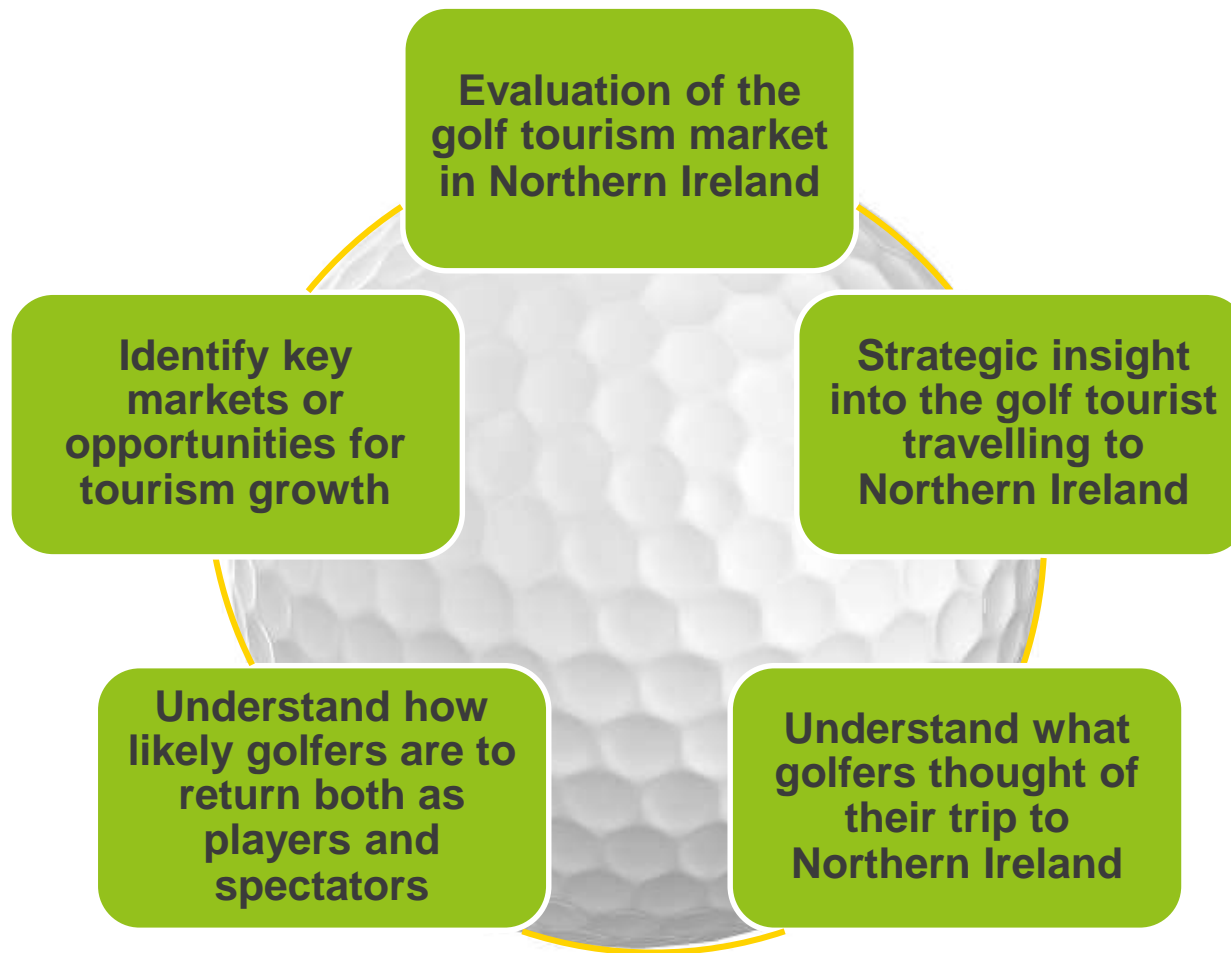 Evaluation of the
golf tourism market
in Northern Ireland
Strategic insight
into the golf tourist
travelling to
Northern Ireland
Understand what
golfers thought of
their trip to
Northern Ireland
Understand how
likely golfers are to
return both as
players and
spectators
Identify key
markets or
opportunities for
tourism growth